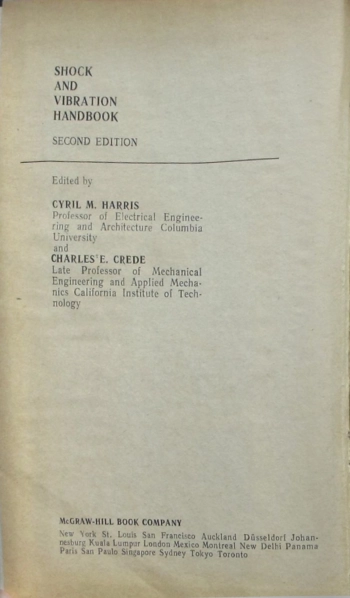 SHOCK
AND
VIBRATION
HANDBOOK
SECOND EDITION
Edited by
CYRIL M. HARRIS
Professor of Electrical Enginee-
ring and Architecture Columbia
University
and
CHARLES E. CREDE
Late Professor of Mechanical
Engineering and Applied Mecha-
nics California Institute of Tech-
nology
McGRAW-HILL BOOK COMPANY
New York St. Louis San Francisco Auckland Düsseldorf Johan-
nesburg Kuala Lumpur London Mexico Montreal New Delhi Panama
Paris San Paulo Singapore Sydney Tokyo Toronto